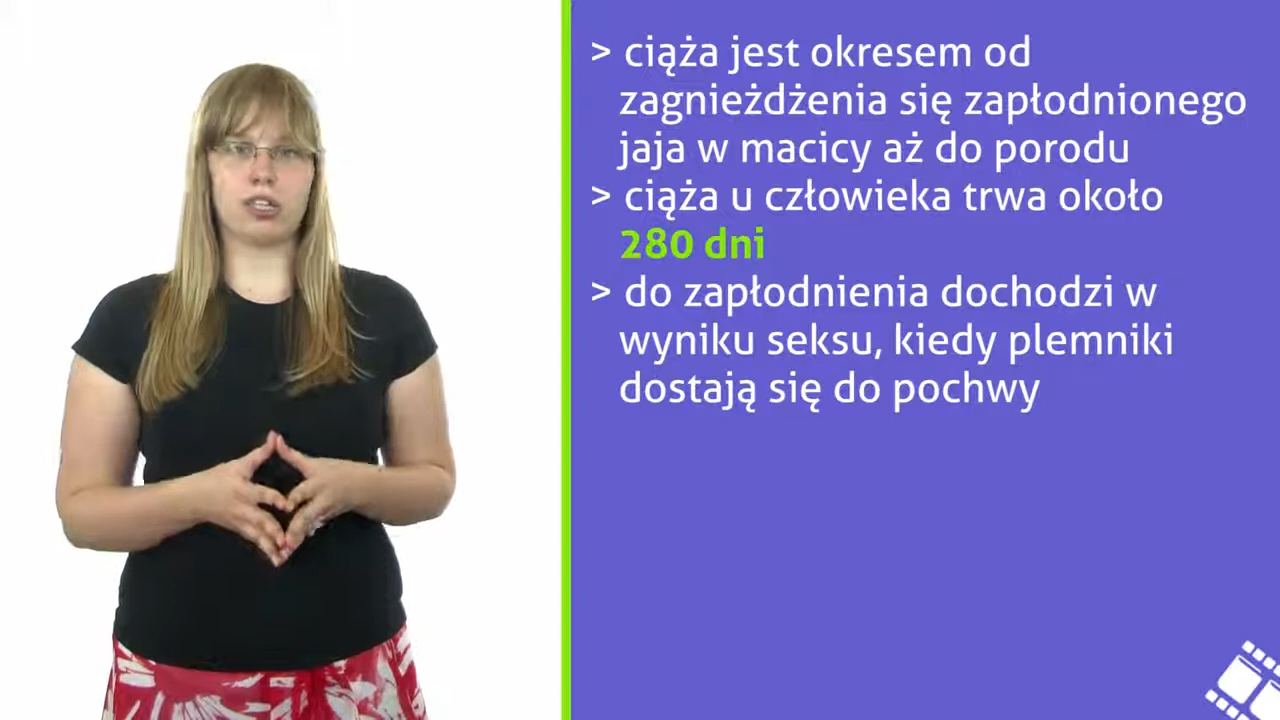 > ciąża jest okresem od
zagnieżdżenia się zapłodnionego
jaja w macicy aż do porodu
> ciąża u człowieka trwa około
280 dni
> do zapłodnienia dochodzi w
wyniku seksu, kiedy plemniki
dostają się do pochwy